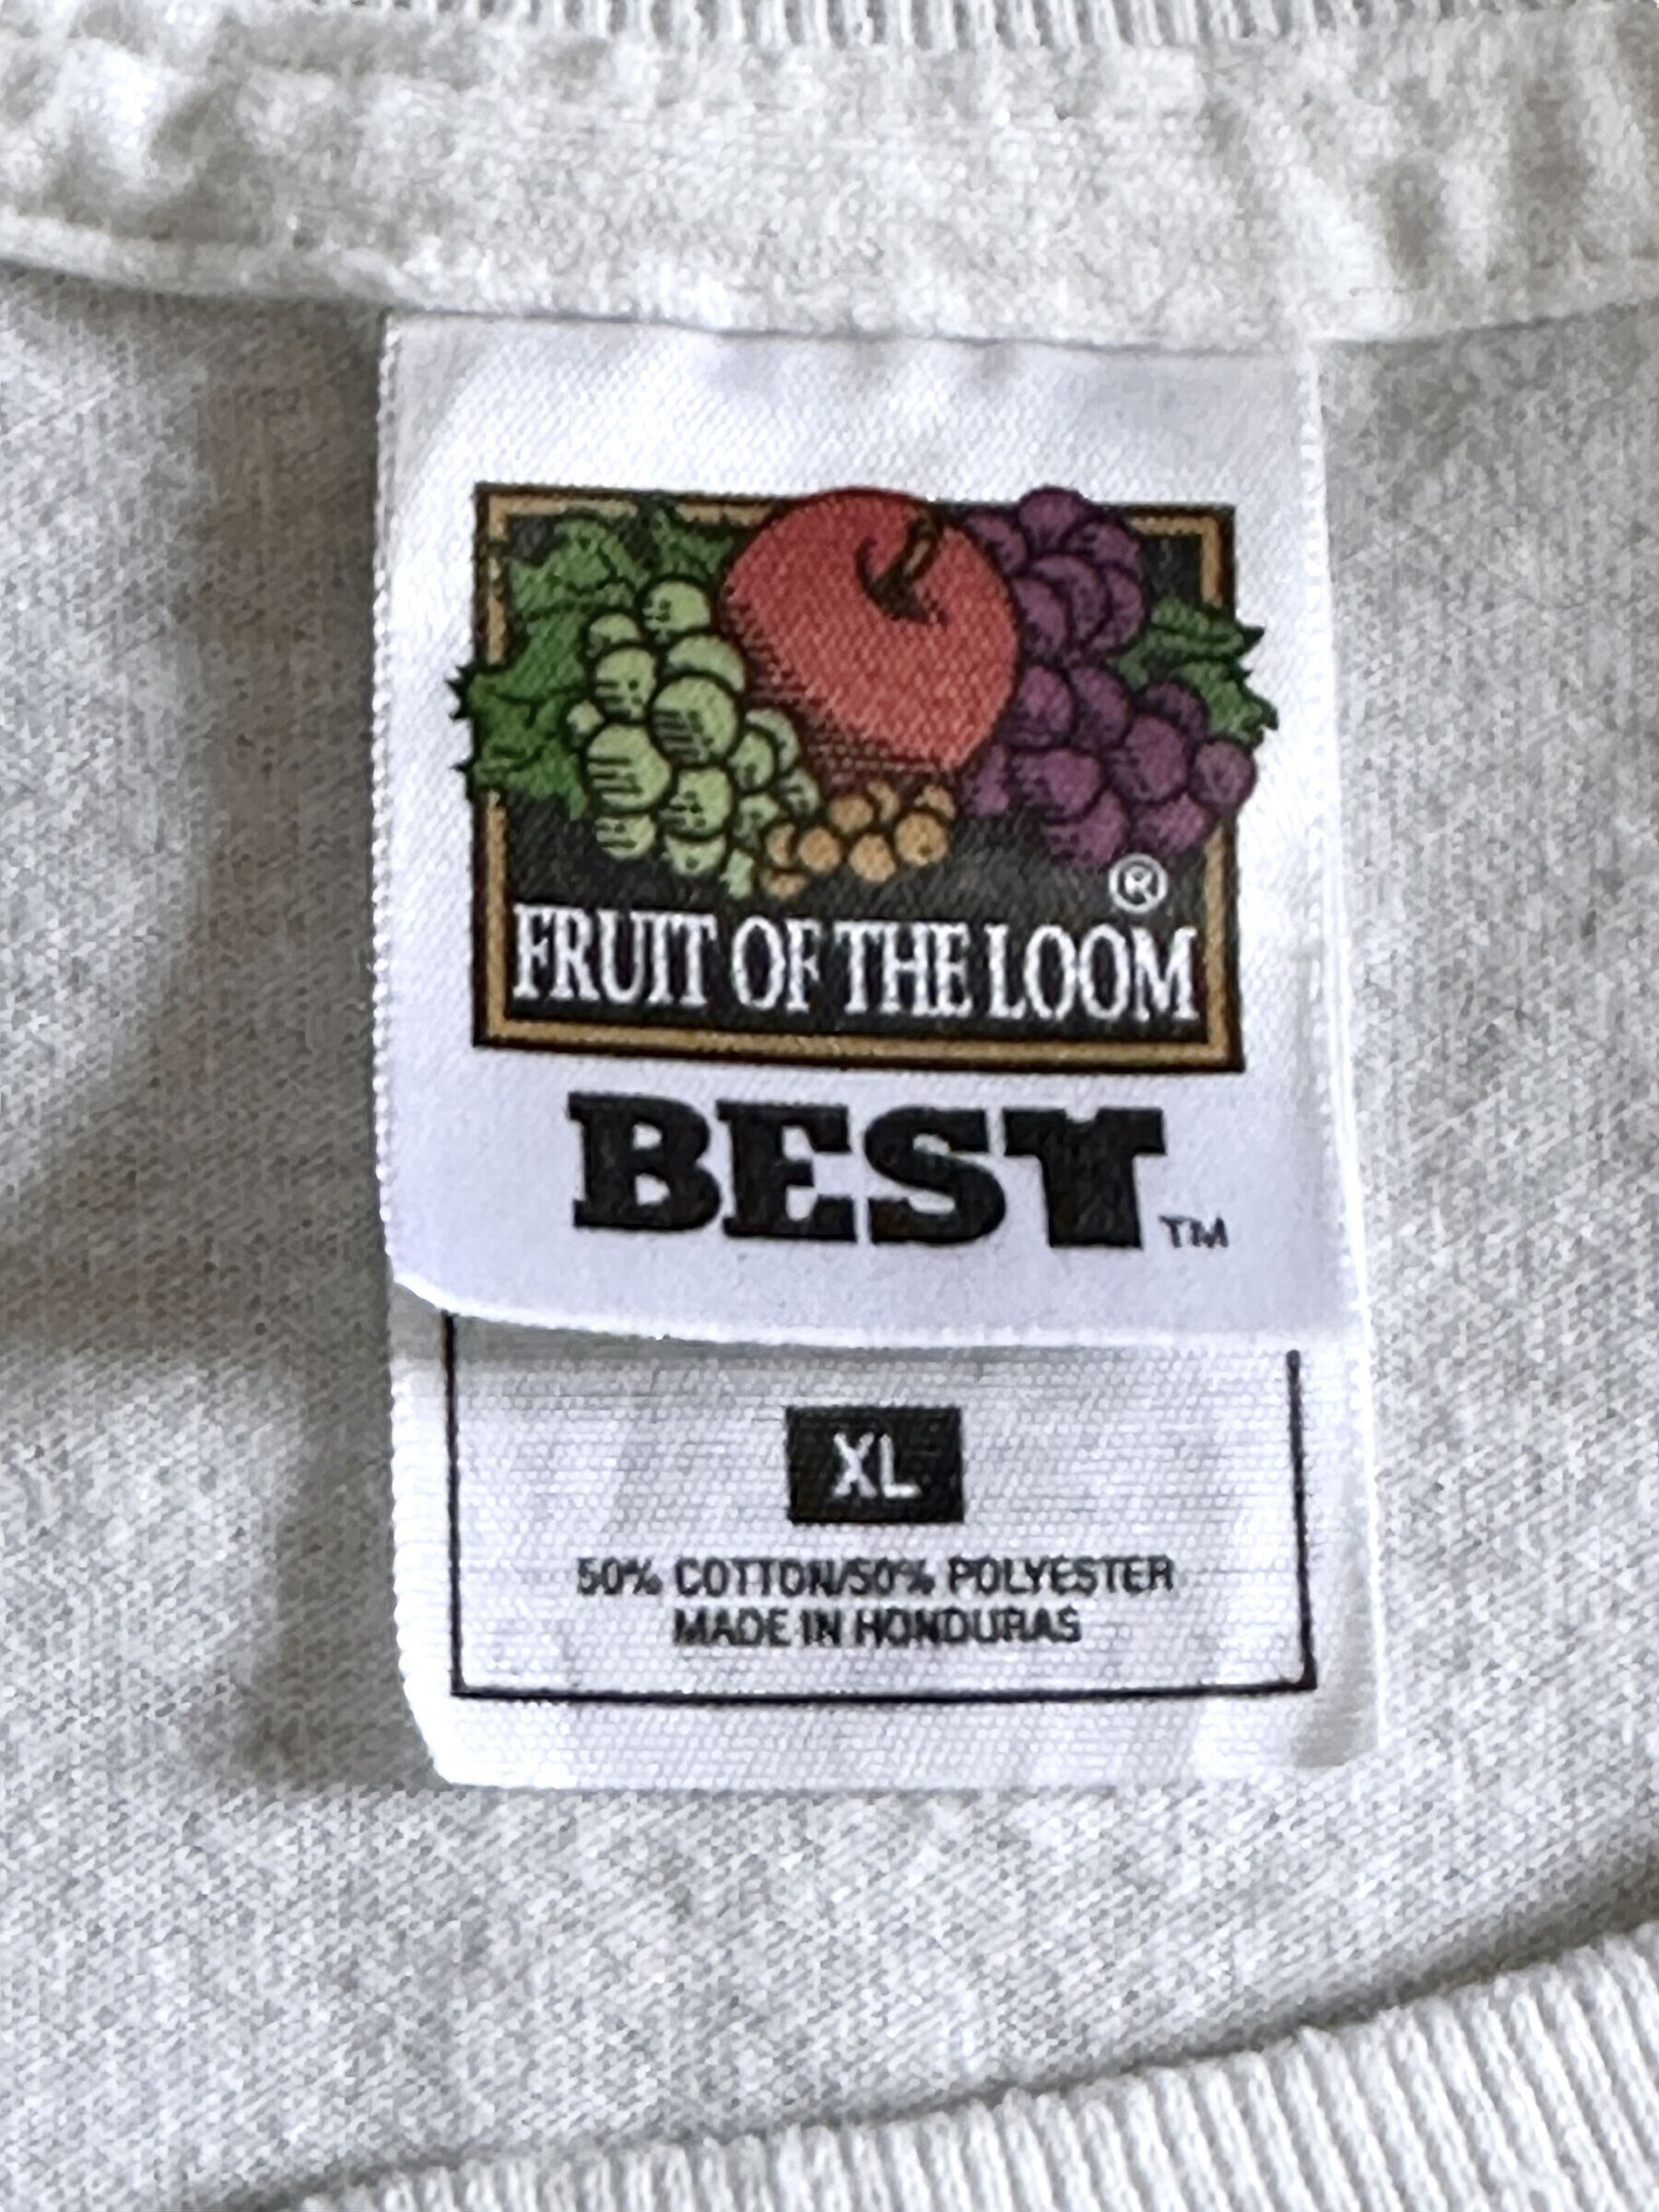 ®
FRUIT OF THE LOOM
BEST™
XL
50% COTTON/50% POLYESTER
MADE IN HONDURAS